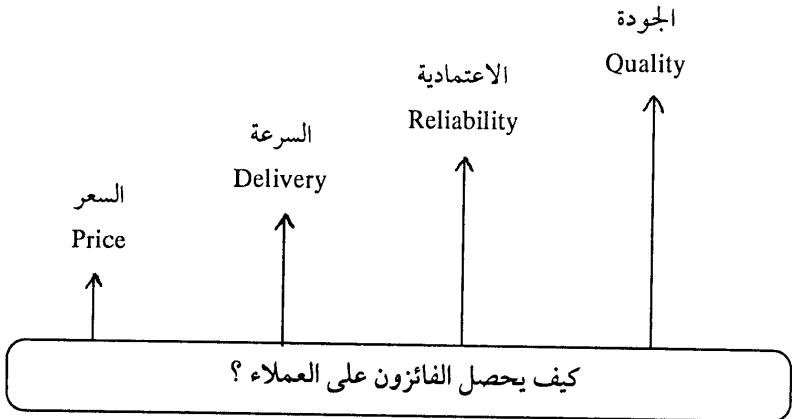 الجودة
Quality
الاعتمادية
Reliability
السرعة
Delivery
السعر
Price
كيف يحصل الفائزون على العملاء ؟